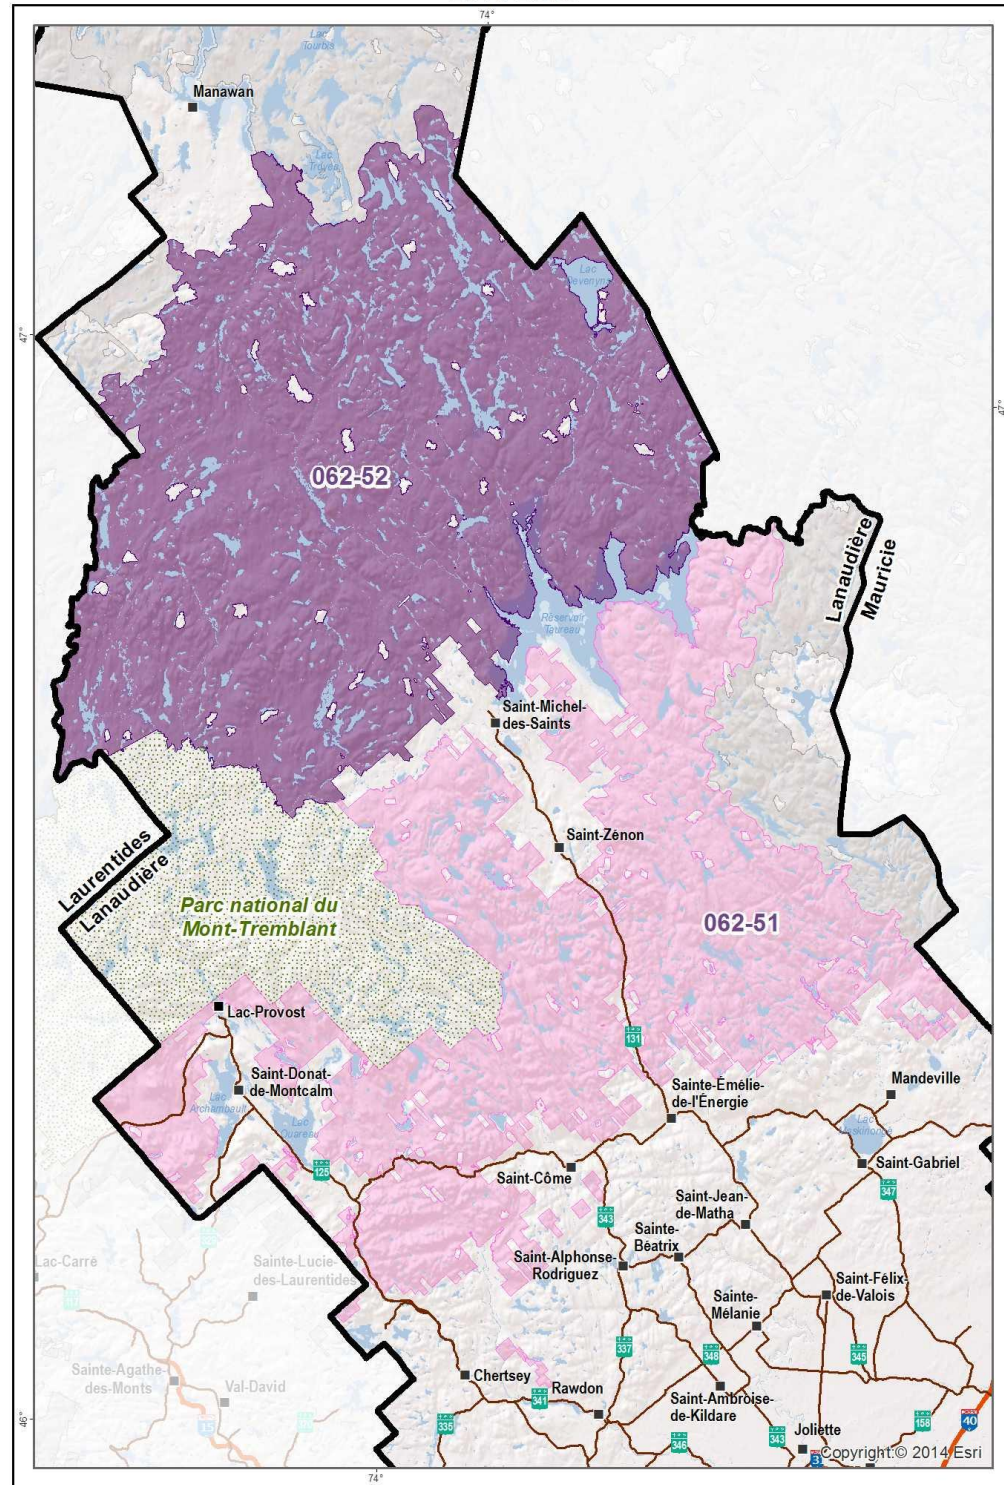 74°
Lac
Tourbis
Manawan
Lac
Troyes
Lac
Devenyns
47°
47°
062-52
Lanaudière
Mauricie
Réservoir
Taureau
Saint-Michel-
des-Saints
Saint-Zénon
Laurentides
Lanaudière
Parc national du
Mont-Tremblant
062-51
Lac-Provost
131
Saint-Donat-
de-Montcalm
Lac
Archambault
Lac
Ouareau
Sainte-Émélie-
de-l'Énergie
Mandeville
Lac
Maskinongé
125
Saint-Côme
Saint-Gabriel
347
Saint-Jean-
de-Matha
343
Sainte-
Béatrix
Lac-Carré
Sainte-Lucie-
des-Laurentides
Saint-Alphonse-
Rodriguez
Saint-Félix-
de-Valois
Sainte-
Mélanie
337
348
345
Sainte-Agathe-
des-Monts
Val-David
Chertsey
Rawdon
341
Saint-Ambroise-
de-Kildare
15
335
346
343
158
40
Joliette
46°
Copyright:© 2014 Esri
74°